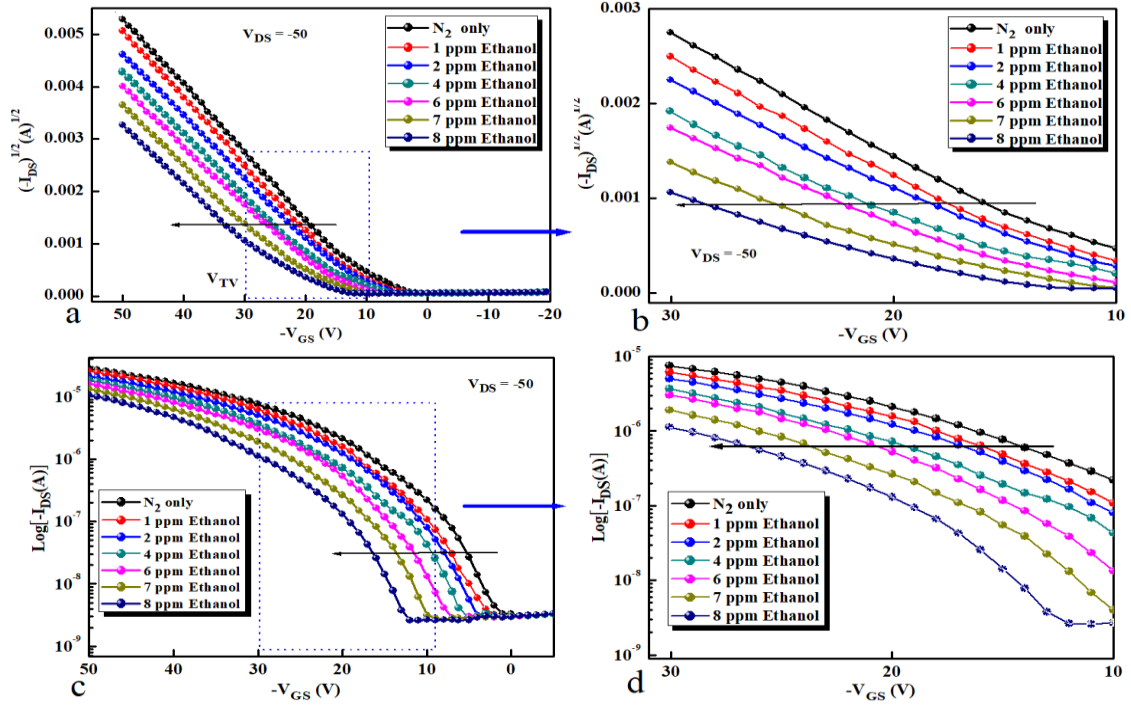 V_DS = -50
N₂ only
1 ppm Ethanol
2 ppm Ethanol
4 ppm Ethanol
6 ppm Ethanol
7 ppm Ethanol
8 ppm Ethanol
0.005
0.004
0.003
0.002
0.001
0.000
(-I_DS)^1/2 (A)^1/2
V_TV
a
50 40 30 20 10 0 -10 -20
-V_GS (V)
N₂ only
1 ppm Ethanol
2 ppm Ethanol
4 ppm Ethanol
6 ppm Ethanol
7 ppm Ethanol
8 ppm Ethanol
0.003
0.002
0.001
0.000
(-I_DS)^1/2 (A)^1/2
V_DS = -50
b
30 20 10
-V_GS (V)
V_DS = -50
10⁻⁵
10⁻⁶
10⁻⁷
10⁻⁸
10⁻⁹
Log[-I_DS(A)]
N₂ only
1 ppm Ethanol
2 ppm Ethanol
4 ppm Ethanol
6 ppm Ethanol
7 ppm Ethanol
8 ppm Ethanol
50 40 30 20 10 0
c
-V_GS (V)
10⁻⁵
10⁻⁶
10⁻⁷
10⁻⁸
10⁻⁹
Log[-I_DS(A)]
N₂ only
1 ppm Ethanol
2 ppm Ethanol
4 ppm Ethanol
6 ppm Ethanol
7 ppm Ethanol
8 ppm Ethanol
30 20 10
d
-V_GS (V)